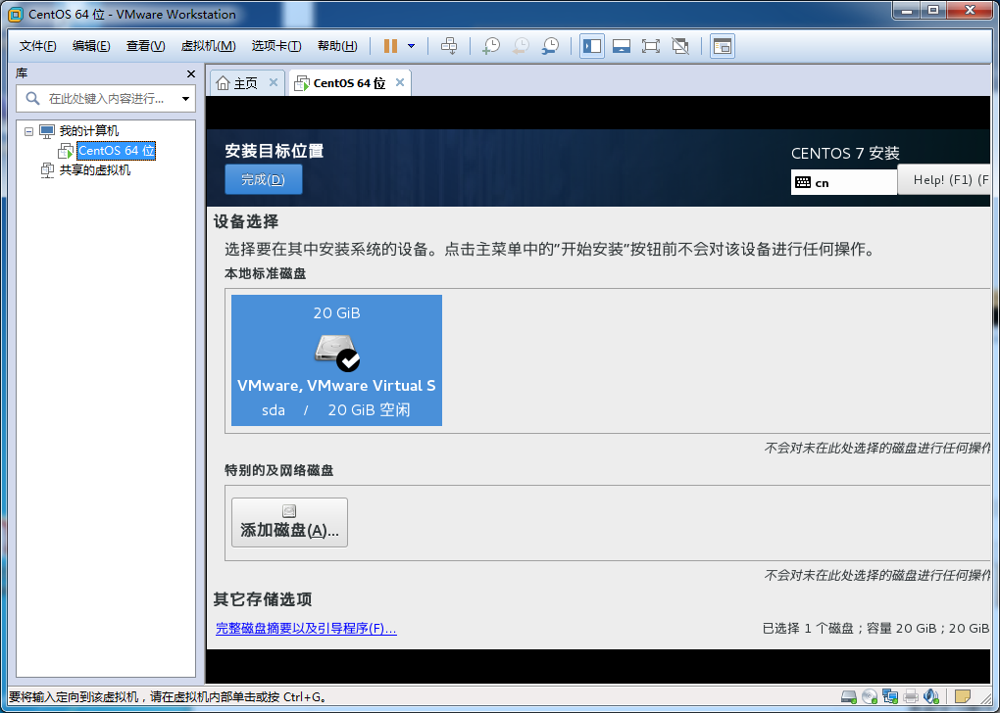 CentOS 64 位 - VMware Workstation
文件(F) 编辑(E) 查看(V) 虚拟机(M) 选项卡(T) 帮助(H)
库
在此处键入内容进行...
我的计算机
CentOS 64 位
共享的虚拟机
主页
CentOS 64 位
安装目标位置
完成(D)
CENTOS 7 安装
cn
Help! (F1) (F
设备选择
选择要在其中安装系统的设备。点击主菜单中的"开始安装"按钮前不会对该设备进行任何操作。
本地标准磁盘
20 GiB
VMware, VMware Virtual S
sda / 20 GiB 空闲
不会对未在此处选择的磁盘进行任何操作
特别的及网络磁盘
添加磁盘(A)...
不会对未在此处选择的磁盘进行任何操作
其它存储选项
完整磁盘摘要以及引导程序(F)...
已选择 1 个磁盘；容量 20 GiB；20 GiB
要将输入定向到该虚拟机，请在虚拟机内部单击或按 Ctrl+G。